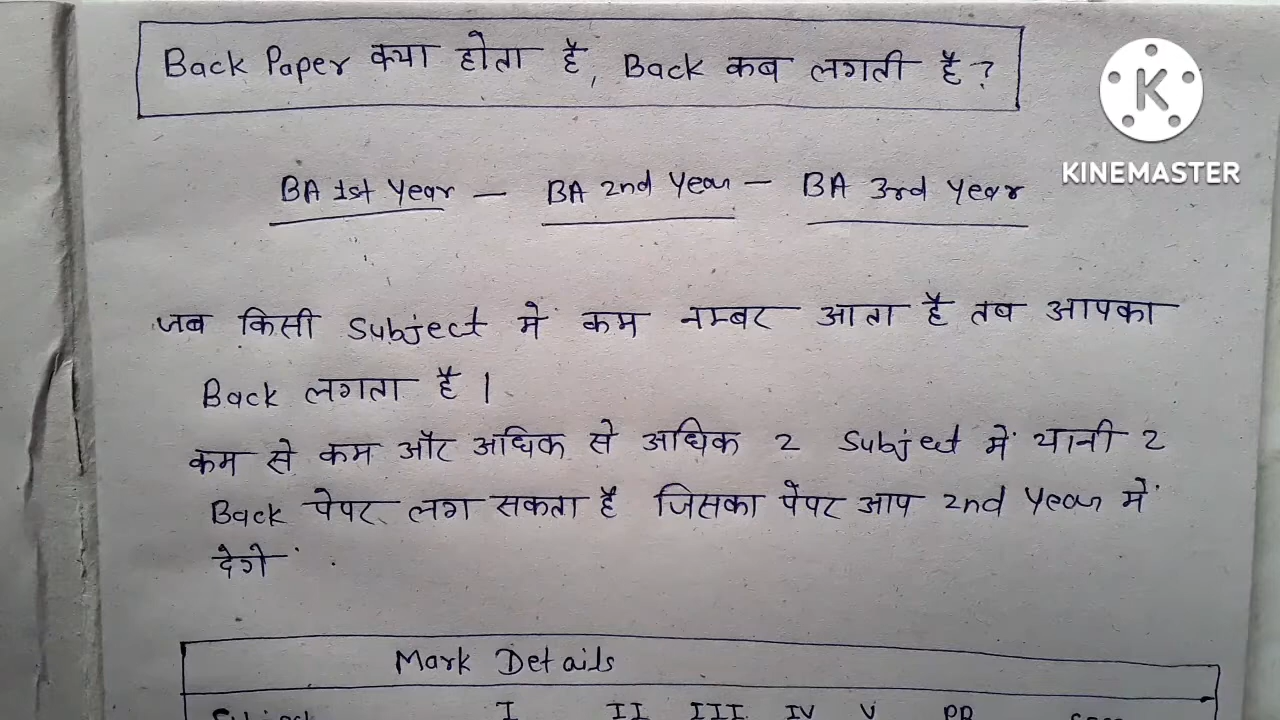 Back Paper क्या होता है, Back कब लगती है?
K
KINEMASTER
BA 1st Year — BA 2nd Year — BA 3rd Year
जब किसी Subject में कम नम्बर आता है तब आपका
Back लगता है।
कम से कम और अधिक से अधिक 2 Subject में यानी 2
Back पेपर लग सकता है जिसका पेपर आप 2nd Year में
देगे
Mark Details
I II III IV V PR